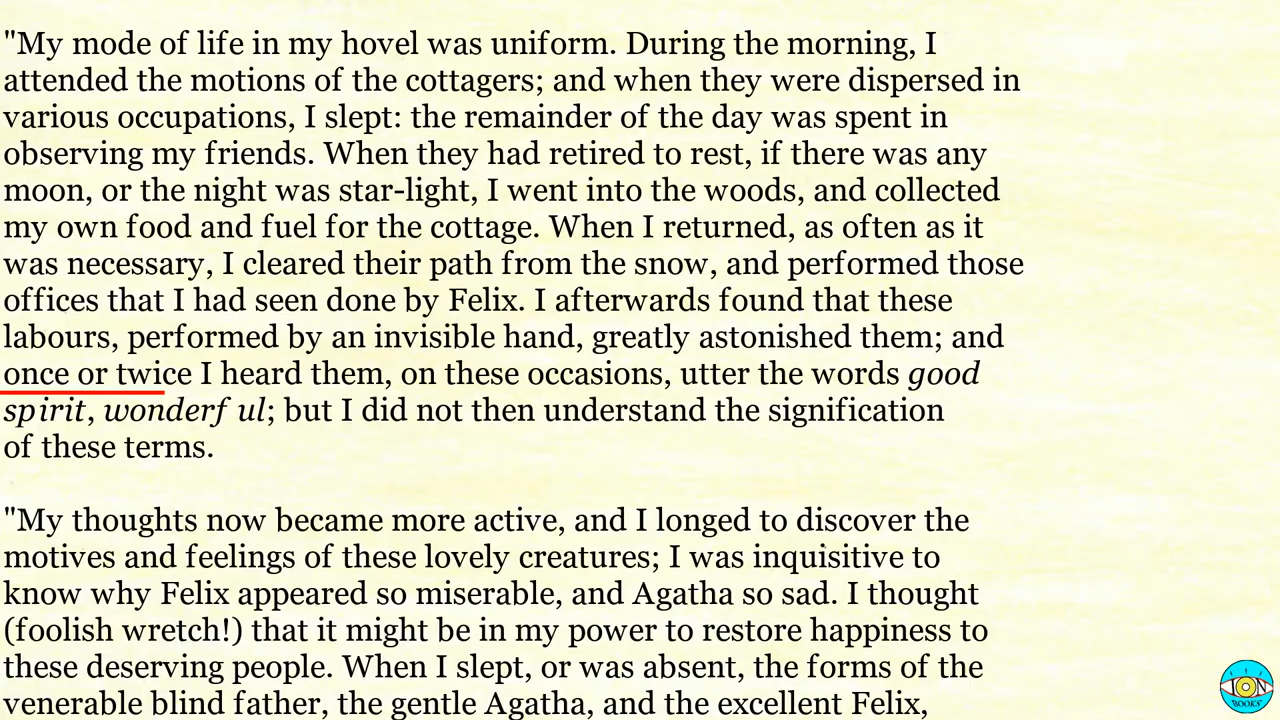 "My mode of life in my hovel was uniform. During the morning, I
attended the motions of the cottagers; and when they were dispersed in
various occupations, I slept: the remainder of the day was spent in
observing my friends. When they had retired to rest, if there was any
moon, or the night was star-light, I went into the woods, and collected
my own food and fuel for the cottage. When I returned, as often as it
was necessary, I cleared their path from the snow, and performed those
offices that I had seen done by Felix. I afterwards found that these
labours, performed by an invisible hand, greatly astonished them; and
once or twice I heard them, on these occasions, utter the words good
spirit, wonderf ul; but I did not then understand the signification
of these terms.
"My thoughts now became more active, and I longed to discover the
motives and feelings of these lovely creatures; I was inquisitive to
know why Felix appeared so miserable, and Agatha so sad. I thought
(foolish wretch!) that it might be in my power to restore happiness to
these deserving people. When I slept, or was absent, the forms of the
venerable blind father, the gentle Agatha, and the excellent Felix,
ION
BOOKS